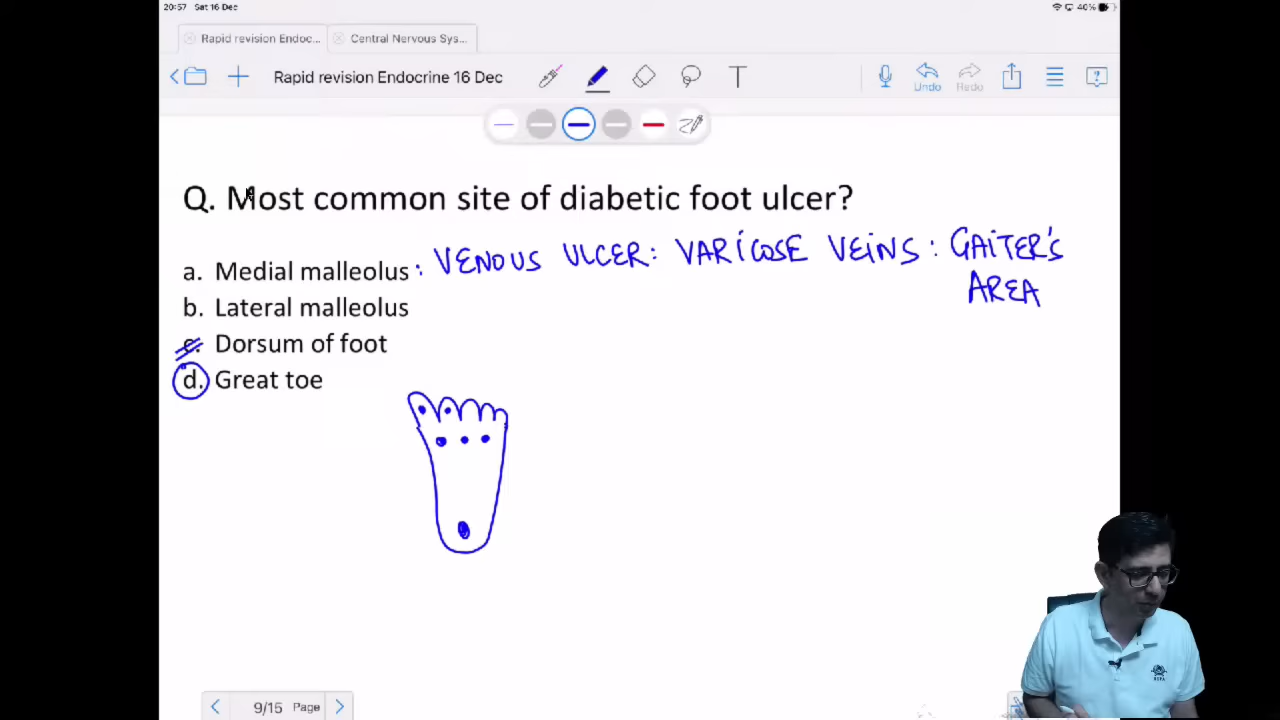 20:57 Sat 16 Dec
40%
Rapid revision Endoc...
Central Nervous Sys...
Rapid revision Endocrine 16 Dec
T
Undo
Redo
Q. Most common site of diabetic foot ulcer?
a. Medial malleolus : VENOUS ULCER: VARICOSE VEINS : GAITER'S
AREA
b. Lateral malleolus
c. Dorsum of foot
d. Great toe
9/15 Page